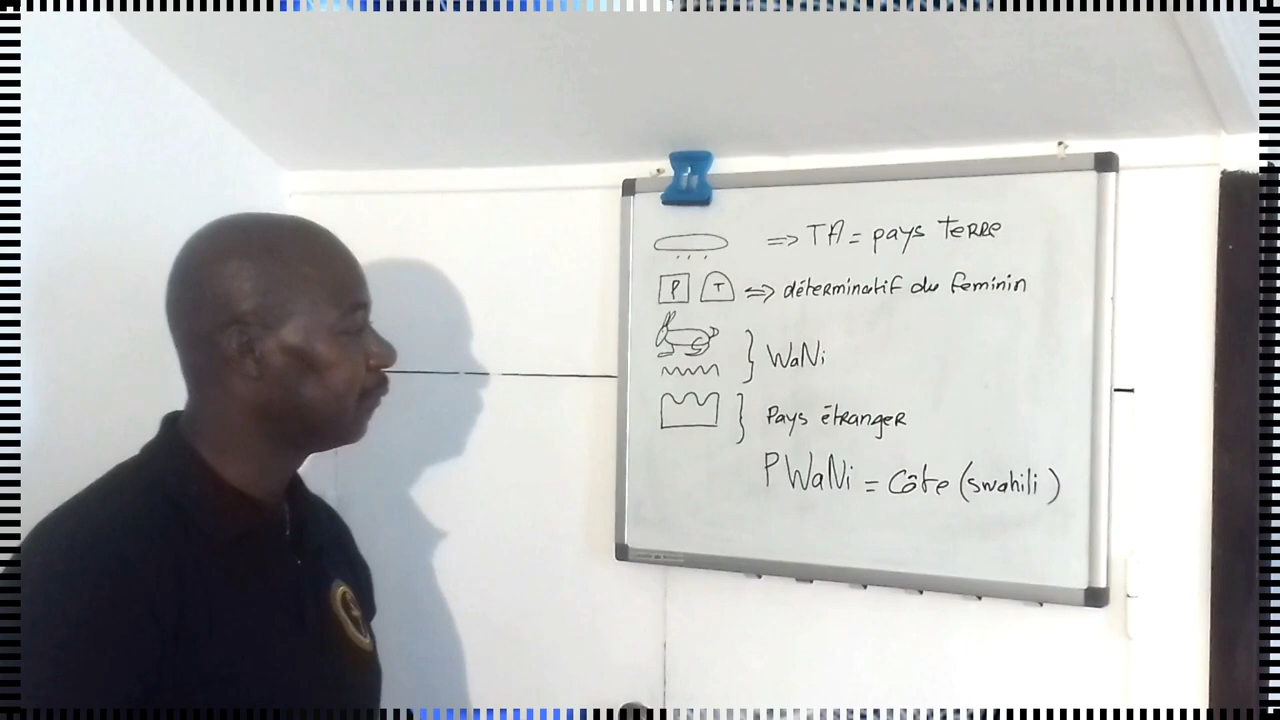 => TA = pays terre
P T => déterminatif du feminin
} WaNi
} Pays étranger
PWaNi = Côte (swahili)